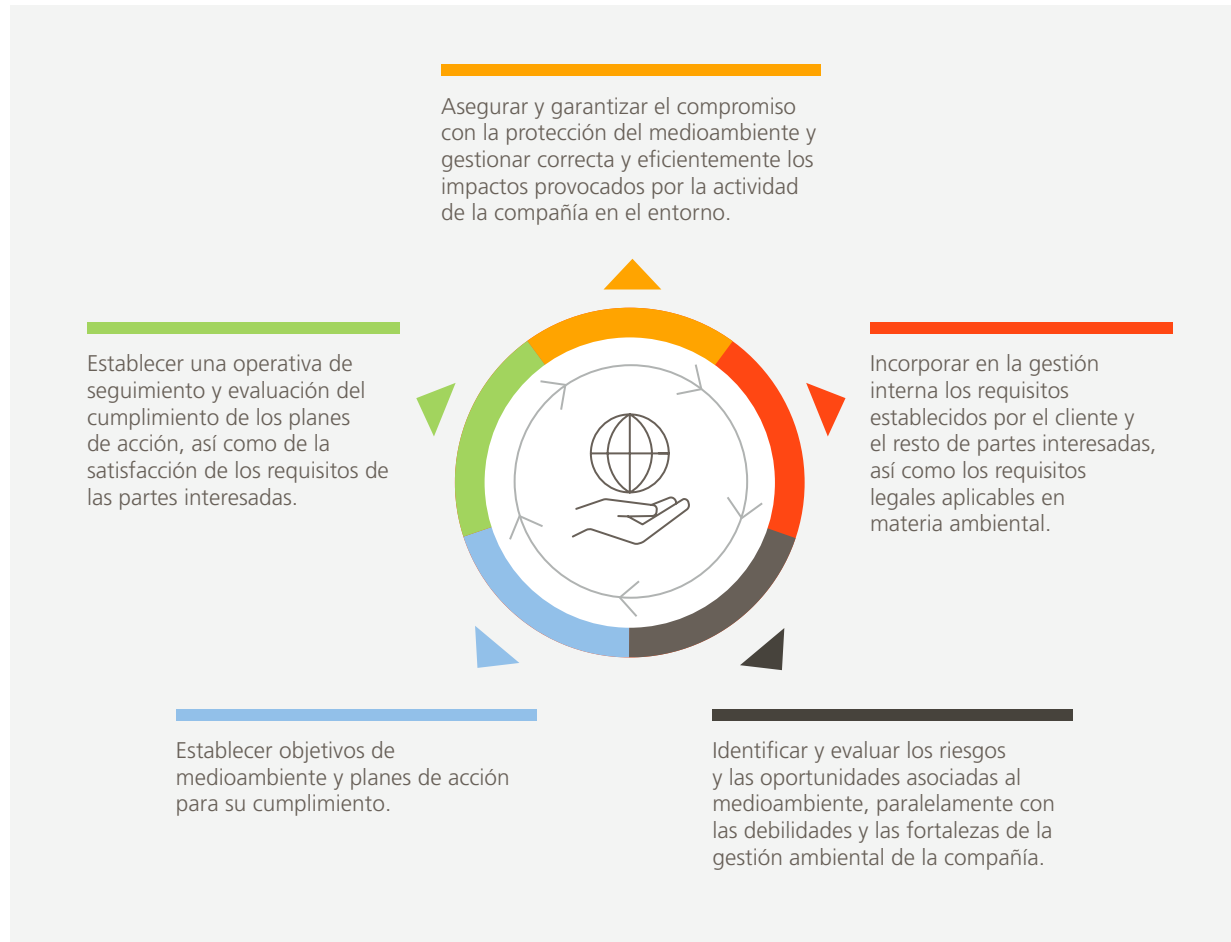 Asegurar y garantizar el compromiso
con la protección del medioambiente y
gestionar correcta y eficientemente los
impactos provocados por la actividad
de la compañía en el entorno.
Establecer una operativa de
seguimiento y evaluación del
cumplimiento de los planes
de acción, así como de la
satisfacción de los requisitos de
las partes interesadas.
Incorporar en la gestión
interna los requisitos
establecidos por el cliente y
el resto de partes interesadas,
así como los requisitos
legales aplicables en
materia ambiental.
Establecer objetivos de
medioambiente y planes de acción
para su cumplimiento.
Identificar y evaluar los riesgos
y las oportunidades asociadas al
medioambiente, paralelamente con
las debilidades y las fortalezas de la
gestión ambiental de la compañía.